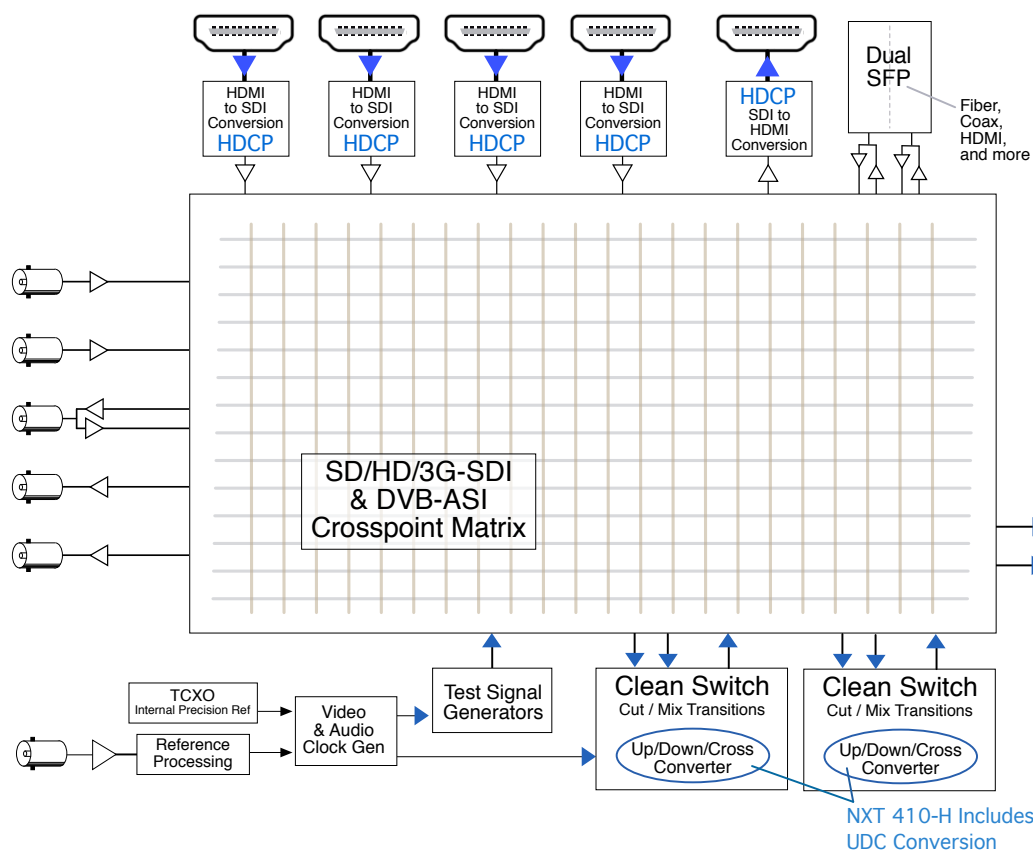 HDMI
to SDI
Conversion
HDCP
HDMI
to SDI
Conversion
HDCP
HDMI
to SDI
Conversion
HDCP
HDMI
to SDI
Conversion
HDCP
HDCP
SDI to
HDMI
Conversion
Dual
SFP
Fiber,
Coax,
HDMI,
and more
SD/HD/3G-SDI
& DVB-ASI
Crosspoint Matrix
TCXO
Internal Precision Ref
Reference
Processing
Video
& Audio
Clock Gen
Test Signal
Generators
Clean Switch
Cut / Mix Transitions
Up/Down/Cross
Converter
Clean Switch
Cut / Mix Transitions
Up/Down/Cross
Converter
NXT 410-H Includes
UDC Conversion